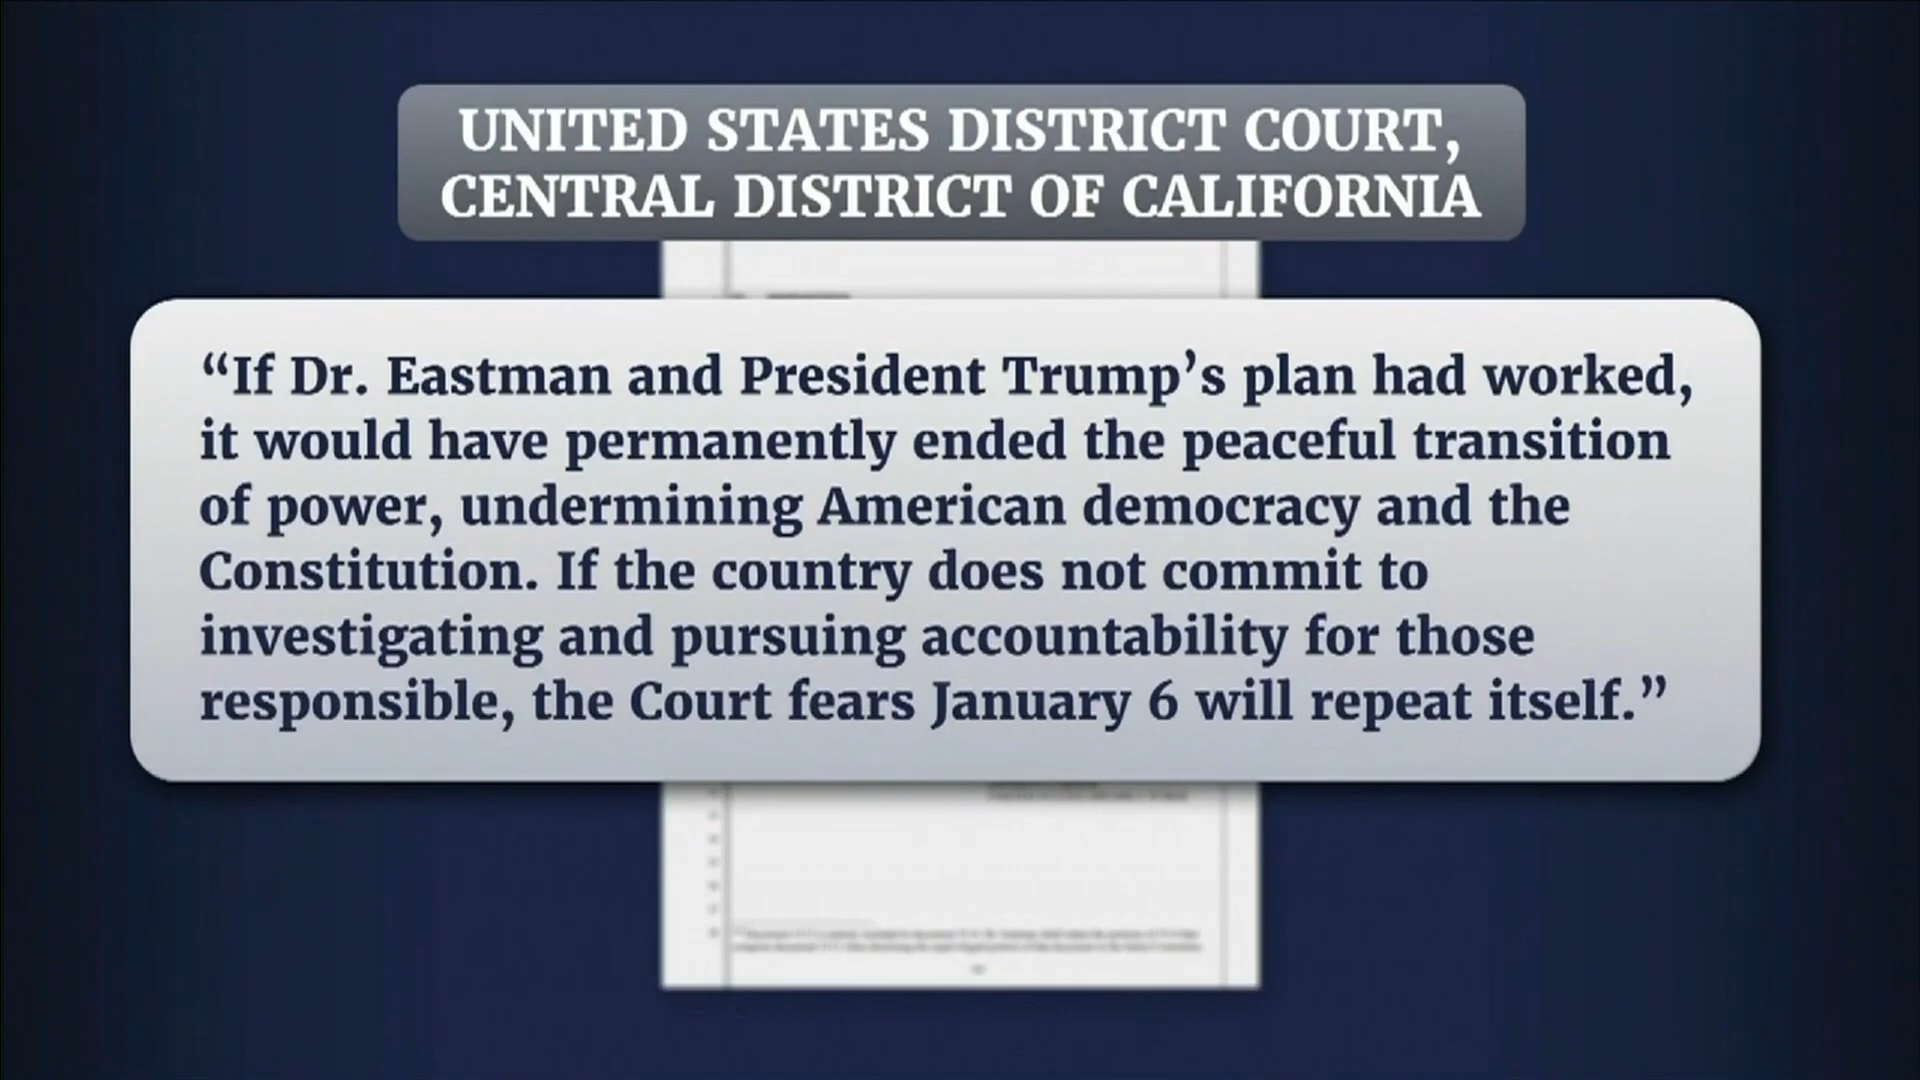 UNITED STATES DISTRICT COURT,
CENTRAL DISTRICT OF CALIFORNIA
“If Dr. Eastman and President Trump’s plan had worked,
it would have permanently ended the peaceful transition
of power, undermining American democracy and the
Constitution. If the country does not commit to
investigating and pursuing accountability for those
responsible, the Court fears January 6 will repeat itself.”